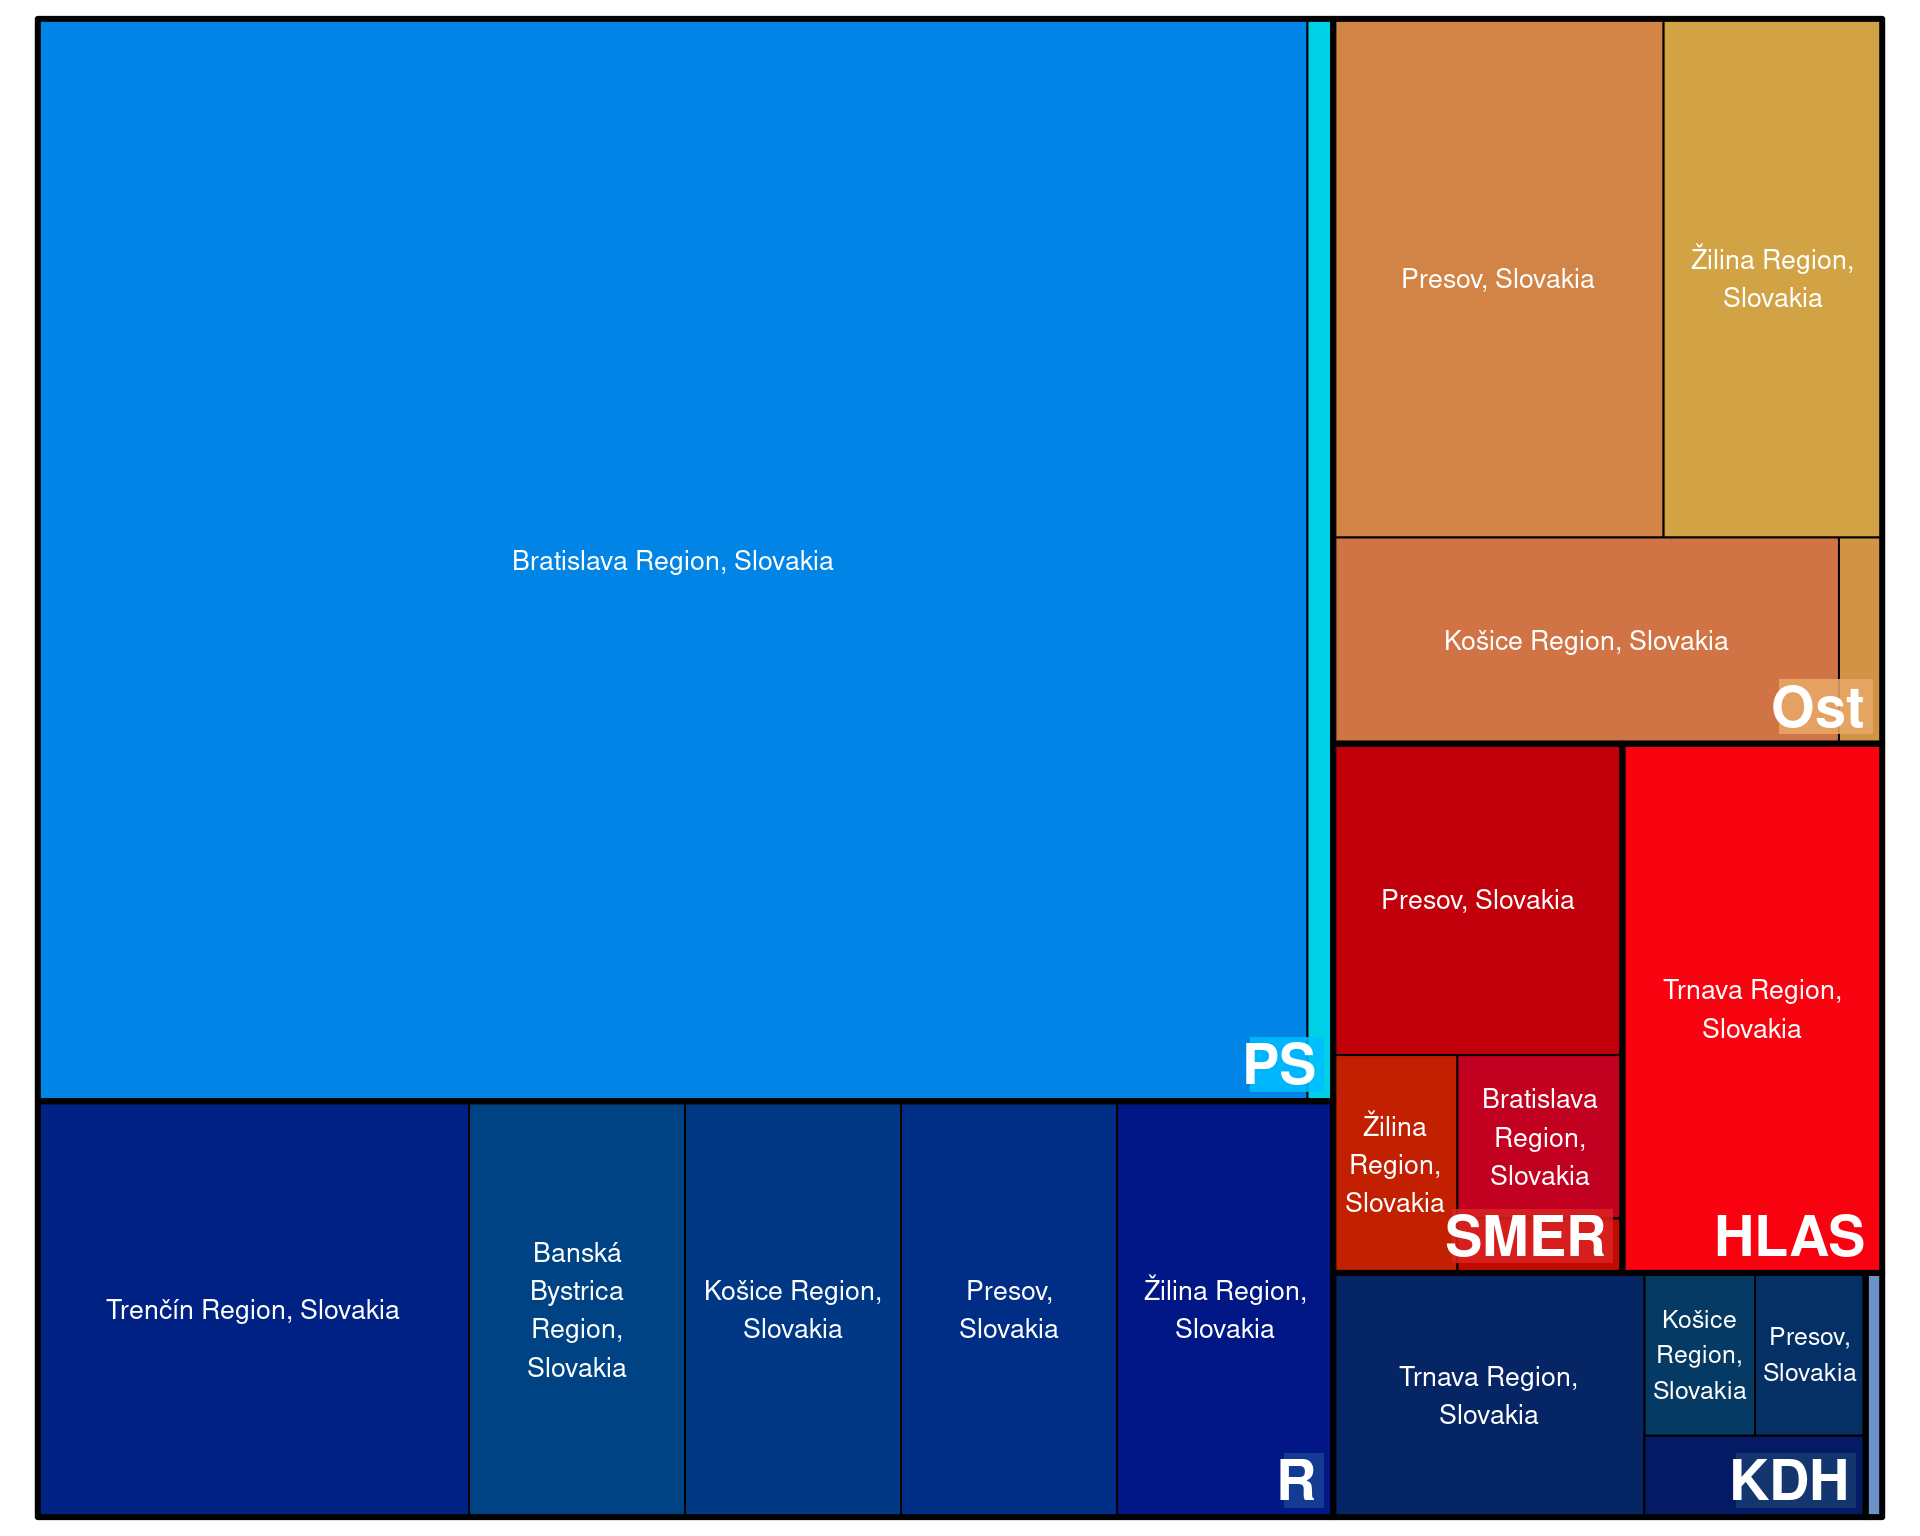 Bratislava Region, Slovakia
PS
Trenčín Region, Slovakia
Banská
Bystrica
Region,
Slovakia
Košice Region,
Slovakia
Presov,
Slovakia
Žilina Region,
Slovakia
R
Presov, Slovakia
Žilina Region,
Slovakia
Košice Region, Slovakia
Ost
Presov, Slovakia
Žilina
Region,
Slovakia
Bratislava
Region,
Slovakia
SMER
Trnava Region,
Slovakia
HLAS
Trnava Region,
Slovakia
Košice
Region,
Slovakia
Presov,
Slovakia
KDH